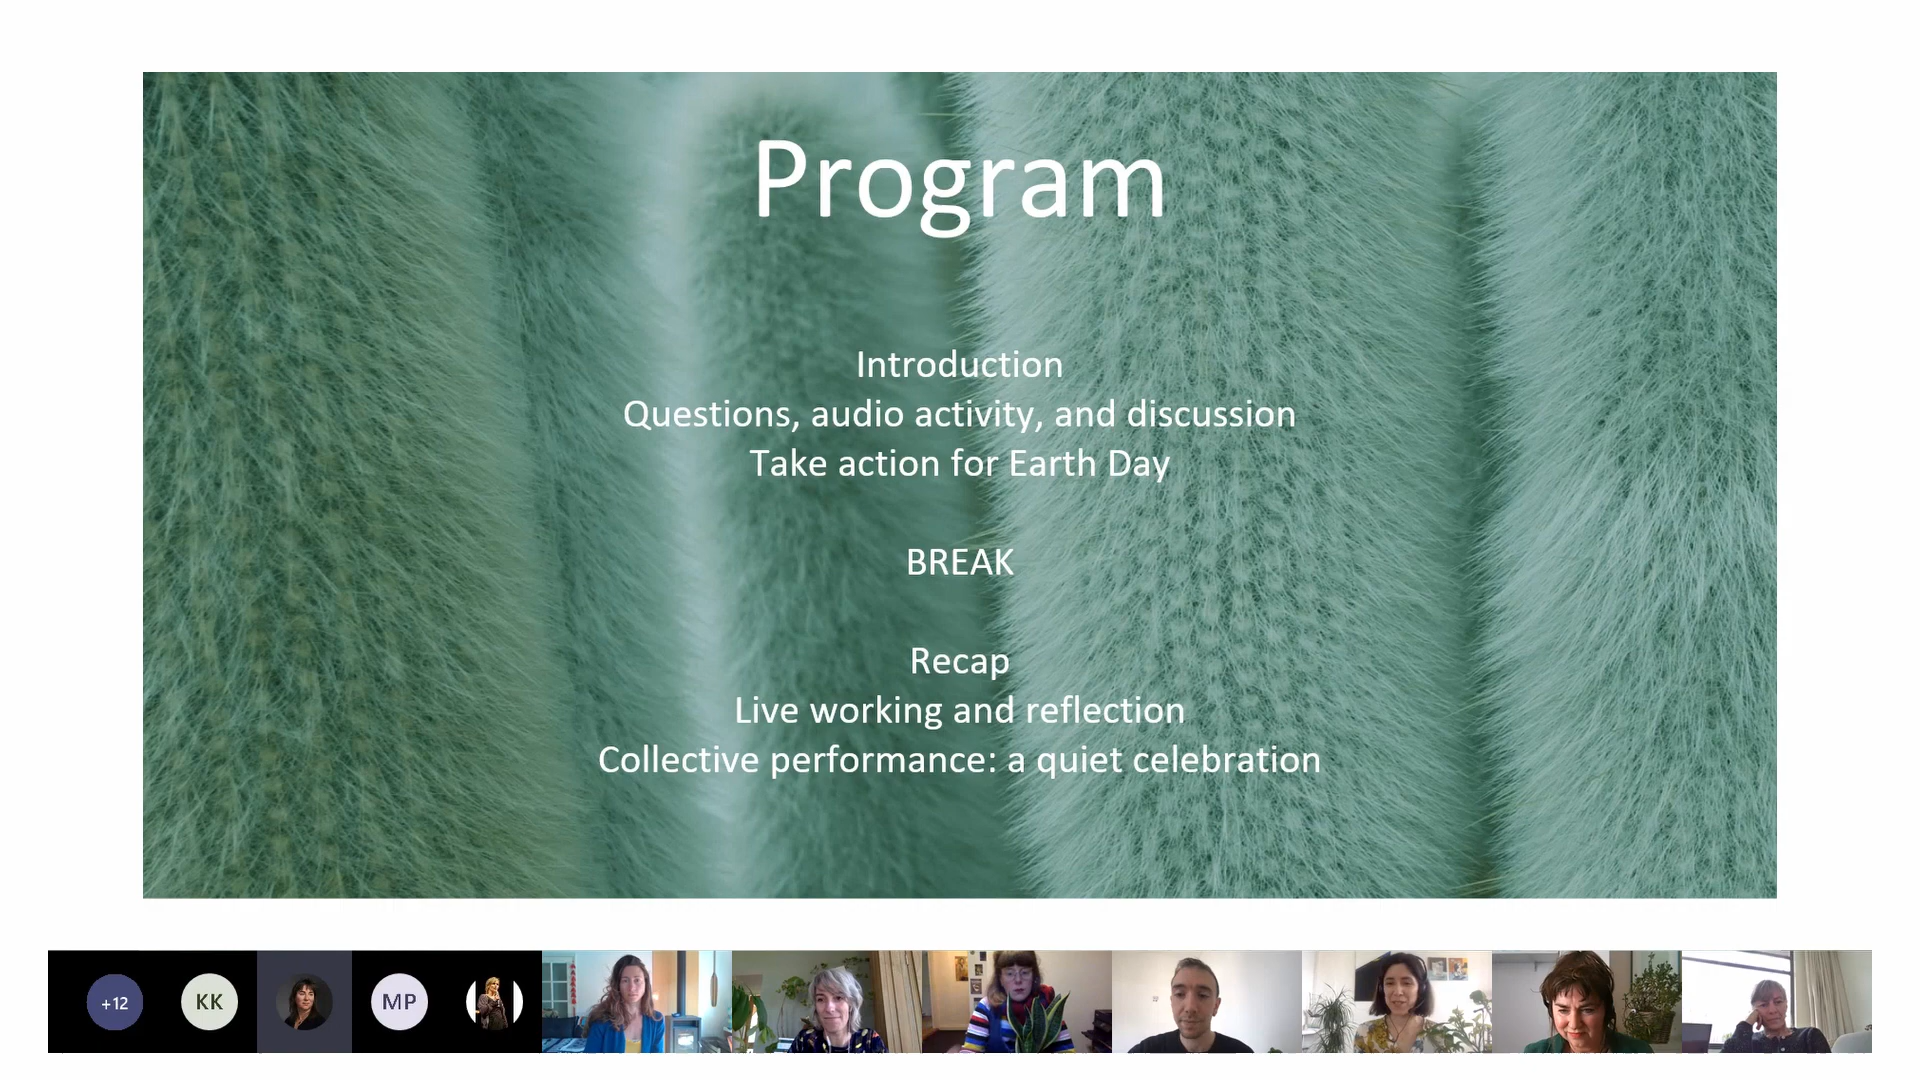 Program
Introduction
Questions, audio activity, and discussion
Take action for Earth Day
BREAK
Recap
Live working and reflection
Collective performance: a quiet celebration
+12
KK
MP